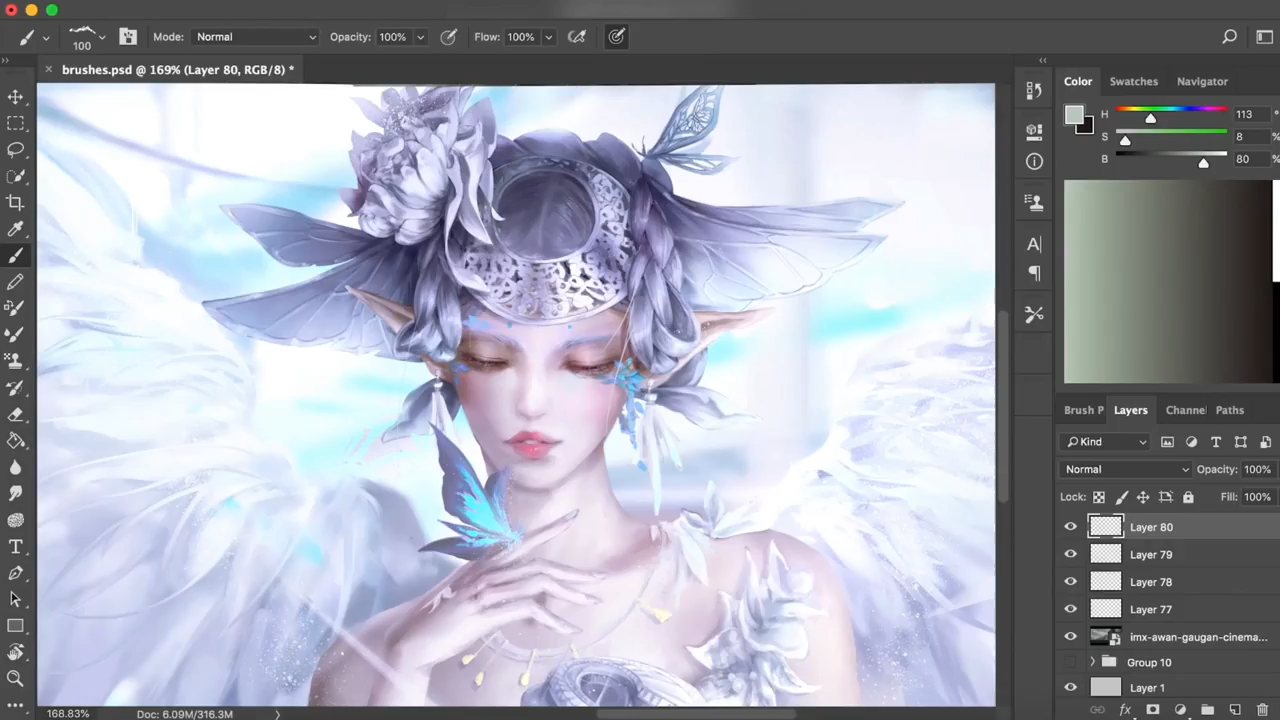 100
Mode: Normal
Opacity: 100%
Flow: 100%
brushes.psd @ 169% (Layer 80, RGB/8) *
Color Swatches Navigator
H 113 °
S 8 %
B 80 %
Brush P Layers Channel Paths
Kind
Normal Opacity: 100%
Lock: Fill: 100%
Layer 80
Layer 79
Layer 78
Layer 77
imx-awan-gaugan-cinema...
Group 10
Layer 1
168.83% Doc: 6.09M/316.3M